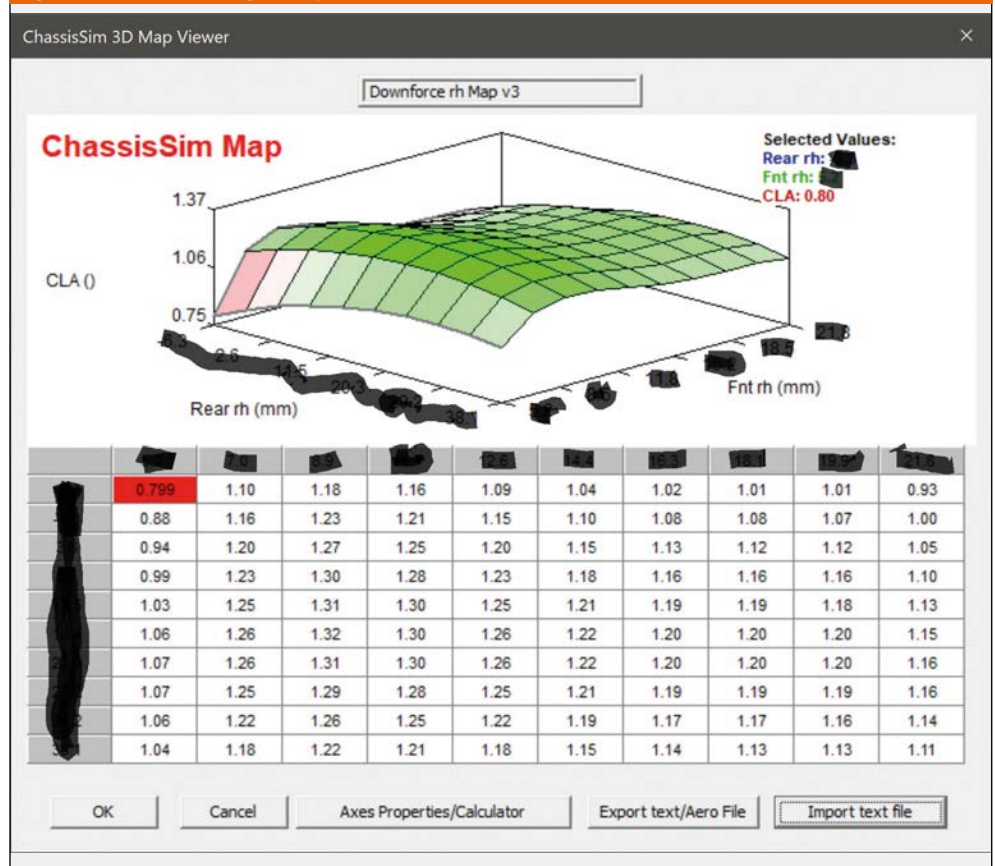 ChassisSim 3D Map Viewer
Downforce rh Map v3
ChassisSim Map
Selected Values:
Rear rh:
Fnt rh:
CLA: 0.80
1.37
1.06
CLA ()
0.75
2.6
11.5
20.3
38.1
11.8
18.5
21.8
Rear rh (mm)
Fnt rh (mm)
7.0 8.9 12.6 14.4 16.3 18.1 19.9 21.8
0.799 1.10 1.18 1.16 1.09 1.04 1.02 1.01 1.01 0.93
0.88 1.16 1.23 1.21 1.15 1.10 1.08 1.08 1.07 1.00
0.94 1.20 1.27 1.25 1.20 1.15 1.13 1.12 1.12 1.05
0.99 1.23 1.30 1.28 1.23 1.18 1.16 1.16 1.16 1.10
1.03 1.25 1.31 1.30 1.25 1.21 1.19 1.19 1.18 1.13
1.06 1.26 1.32 1.30 1.26 1.22 1.20 1.20 1.20 1.15
1.07 1.26 1.31 1.30 1.26 1.22 1.20 1.20 1.20 1.16
1.07 1.25 1.29 1.28 1.25 1.21 1.19 1.19 1.19 1.16
1.06 1.22 1.26 1.25 1.22 1.19 1.17 1.17 1.16 1.14
1.04 1.18 1.22 1.21 1.18 1.15 1.14 1.13 1.13 1.11
OK Cancel Axes Properties/Calculator Export text/Aero File Import text file